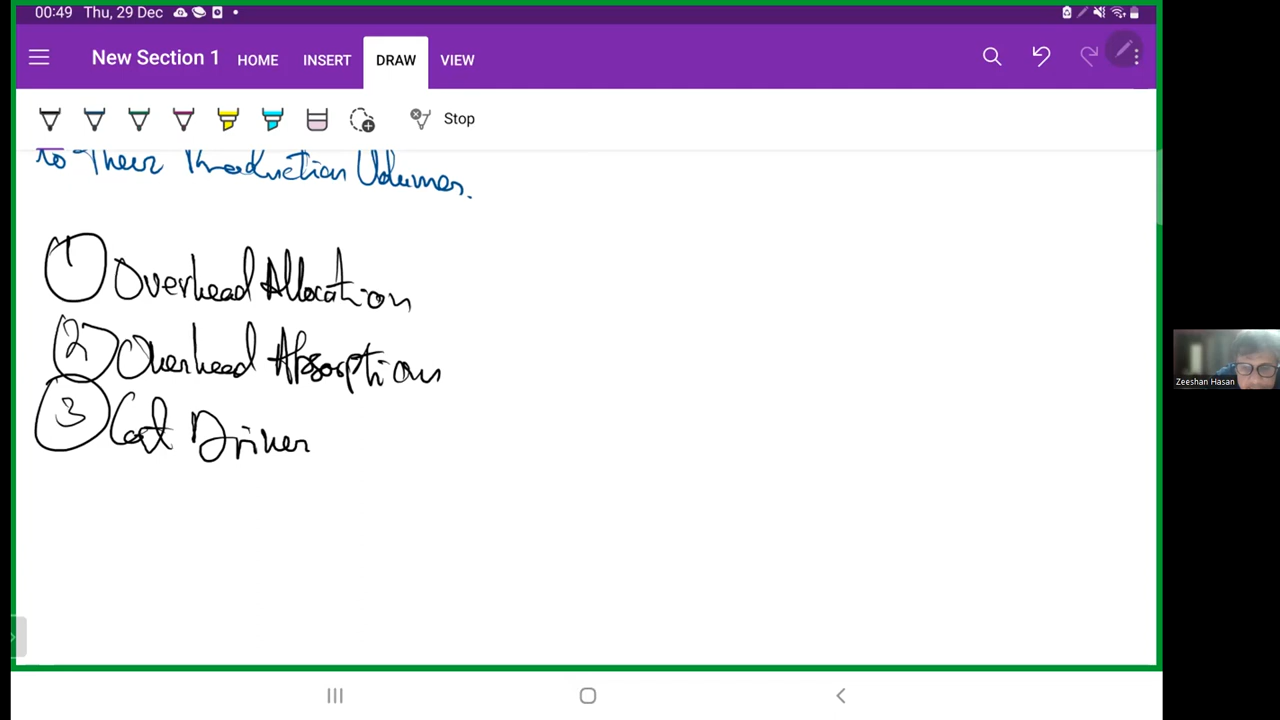 00:49 Thu, 29 Dec
New Section 1 HOME INSERT DRAW VIEW
Stop
to Their Production Volumes.
1 Overhead Allocation
2 Overhead Absorption
3 Cost Driver
Zeeshan Hasan